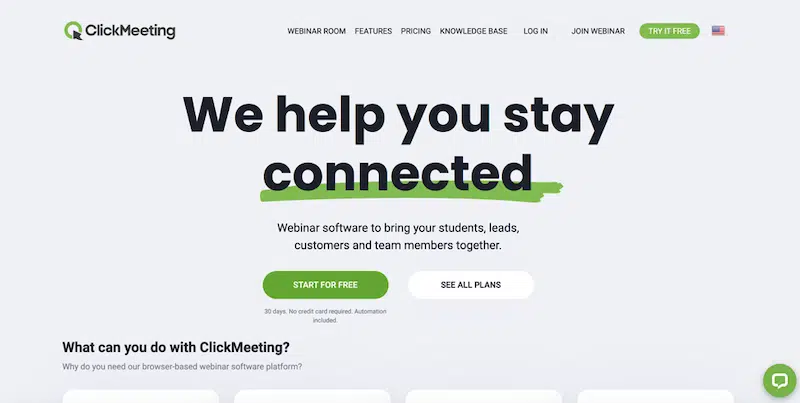 ClickMeeting
WEBINAR ROOM FEATURES PRICING KNOWLEDGE BASE LOG IN JOIN WEBINAR TRY IT FREE
We help you stay
connected
Webinar software to bring your students, leads,
customers and team members together.
START FOR FREE SEE ALL PLANS
30 days. No credit card required. Automation
included.
What can you do with ClickMeeting?
Why do you need our browser-based webinar software platform?